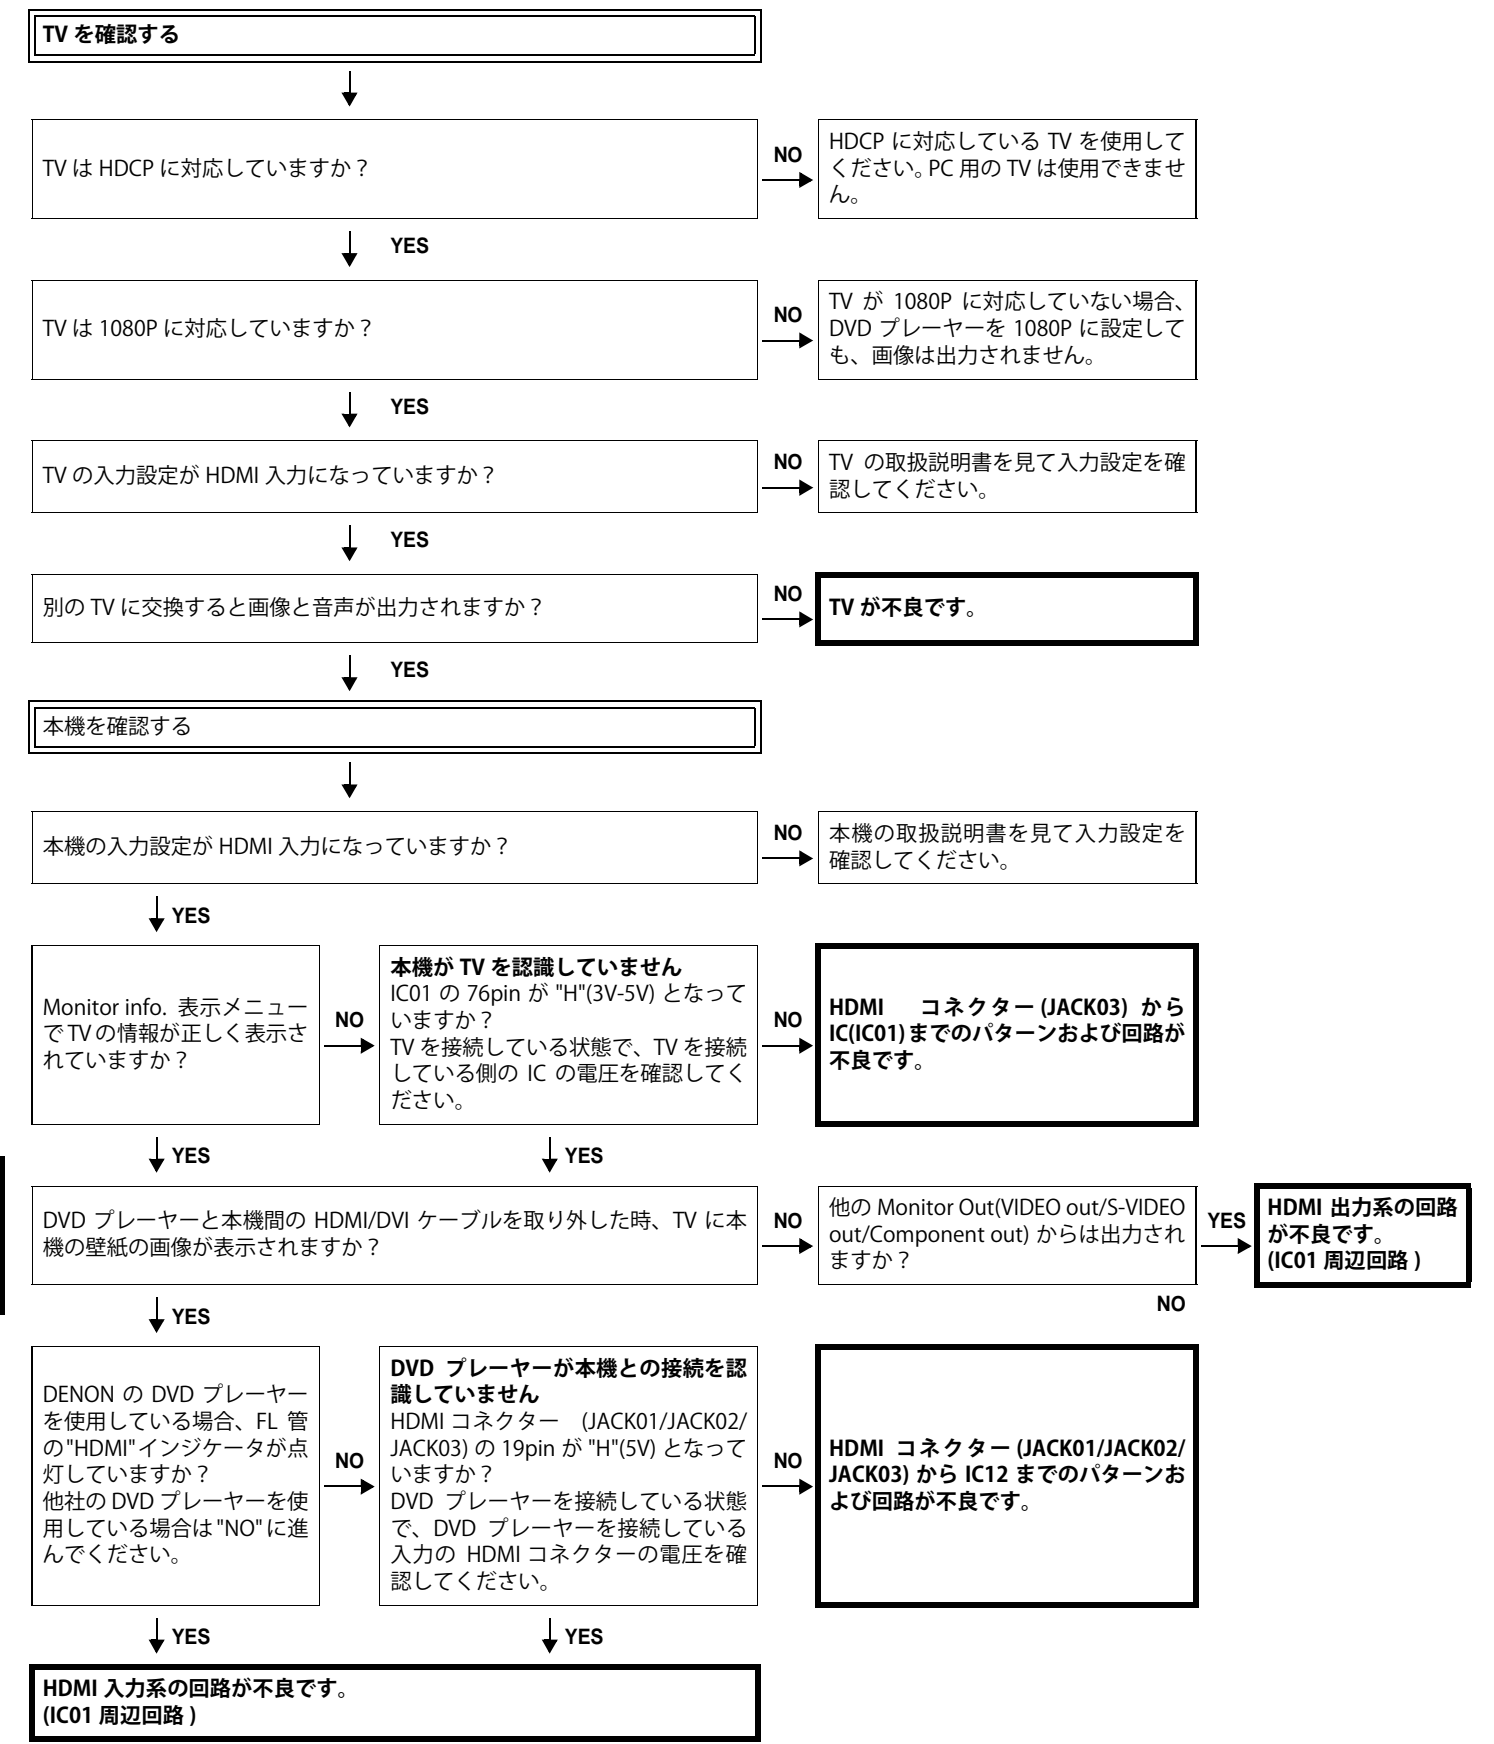 TV を確認する
TV は HDCP に対応していますか？
NO
HDCP に対応している TV を使用して
ください。PC 用の TV は使用できませ
ん。
YES
TV は 1080P に対応していますか？
NO
TV が 1080P に対応していない場合、
DVD プレーヤーを 1080P に設定して
も、画像は出力されません。
YES
TV の入力設定が HDMI 入力になっていますか？
NO
TV の取扱説明書を見て入力設定を確
認してください。
YES
別の TV に交換すると画像と音声が出力されますか？
NO
TV が不良です。
YES
本機を確認する
本機の入力設定が HDMI 入力になっていますか？
NO
本機の取扱説明書を見て入力設定を
確認してください。
YES
Monitor info. 表示メニュー
で TV の情報が正しく表示さ
れていますか？
NO
本機が TV を認識していません
IC01 の 76pin が "H"(3V-5V) となって
いますか？
TV を接続している状態で、TV を接続
している側の IC の電圧を確認してく
ださい。
NO
HDMI コネクター (JACK03) から
IC(IC01) までのパターンおよび回路が
不良です。
YES
YES
DVD プレーヤーと本機間の HDMI/DVI ケーブルを取り外した時、TV に本
機の壁紙の画像が表示されますか？
NO
他の Monitor Out(VIDEO out/S-VIDEO
out/Component out) からは出力され
ますか？
YES
HDMI 出力系の回路
が不良です。
(IC01 周辺回路 )
NO
YES
DENON の DVD プレーヤー
を使用している場合、FL 管
の"HDMI"インジケータが点
灯していますか？
他社の DVD プレーヤーを使
用している場合は "NO" に進
んでください。
NO
DVD プレーヤーが本機との接続を認
識していません
HDMI コネクター (JACK01/JACK02/
JACK03) の 19pin が "H"(5V) となって
いますか？
DVD プレーヤーを接続している状態
で、DVD プレーヤーを接続している
入力の HDMI コネクターの電圧を確
認してください。
NO
HDMI コネクター (JACK01/JACK02/
JACK03) から IC12 までのパターンお
よび回路が不良です。
YES
YES
HDMI 入力系の回路が不良です。
(IC01 周辺回路 )